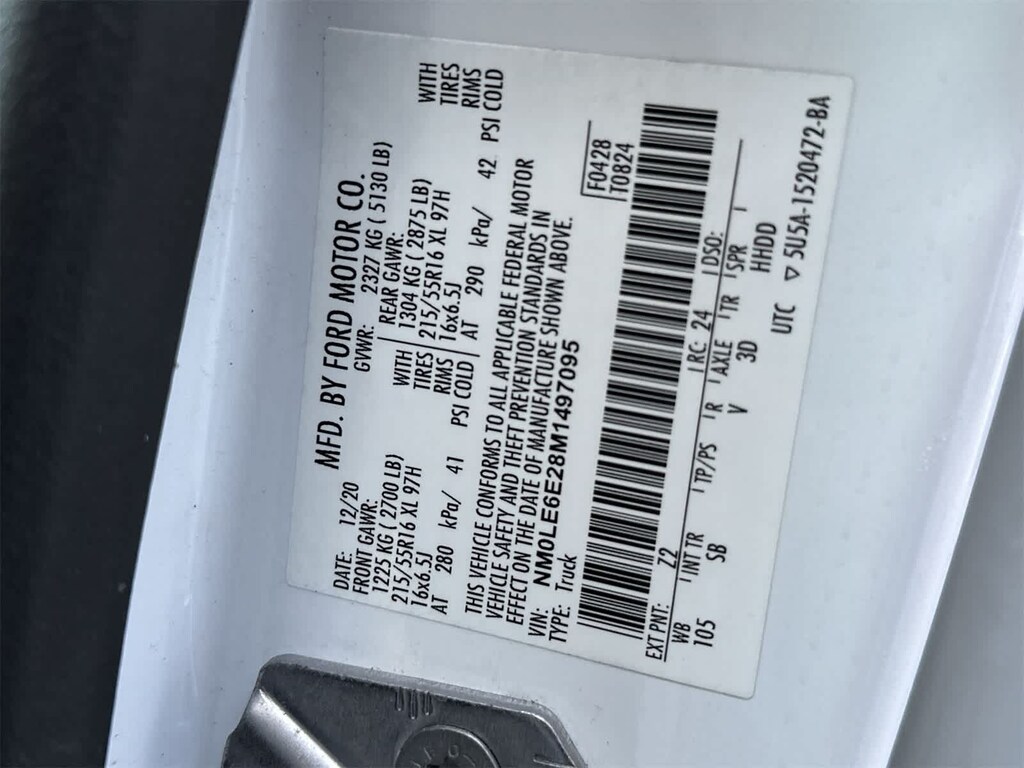 MFD. BY FORD MOTOR CO.
DATE: 12/20 GVWR: 2327 KG ( 5130 LB)
FRONT GAWR: REAR GAWR:
1225 KG ( 2700 LB) WITH 1304 KG ( 2875 LB) WITH
215/55R16 XL 97H TIRES 215/55R16 XL 97H TIRES
16x6.5J RIMS 16x6.5J RIMS
AT 280 kPa/ 41 PSI COLD AT 290 kPa/ 42 PSI COLD
THIS VEHICLE CONFORMS TO ALL APPLICABLE FEDERAL MOTOR
VEHICLE SAFETY AND THEFT PREVENTION STANDARDS IN
EFFECT ON THE DATE OF MANUFACTURE SHOWN ABOVE.
VIN: NM0LE6E28M1497095
TYPE: Truck
F0428
T0824
EXT PNT: Z2 RC: 24 DSO:
WB INT TR TP/PS R AXLE TR SPR
105 SB V 3D HHDD
UTC ▽ 5U5A-1520472-BA